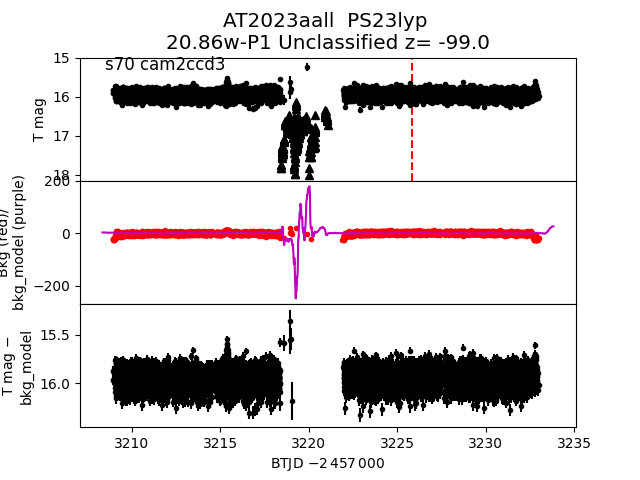 AT2023aall  PS23lyp
20.86w-P1 Unclassified z= -99.0
s70 cam2ccd3
15
16
17
18
T mag
200
0
−200
Bkg (red)/
bkg_model (purple)
15.5
16.0
T mag −
bkg_model
3210 3215 3220 3225 3230 3235
BTJD −2 457 000